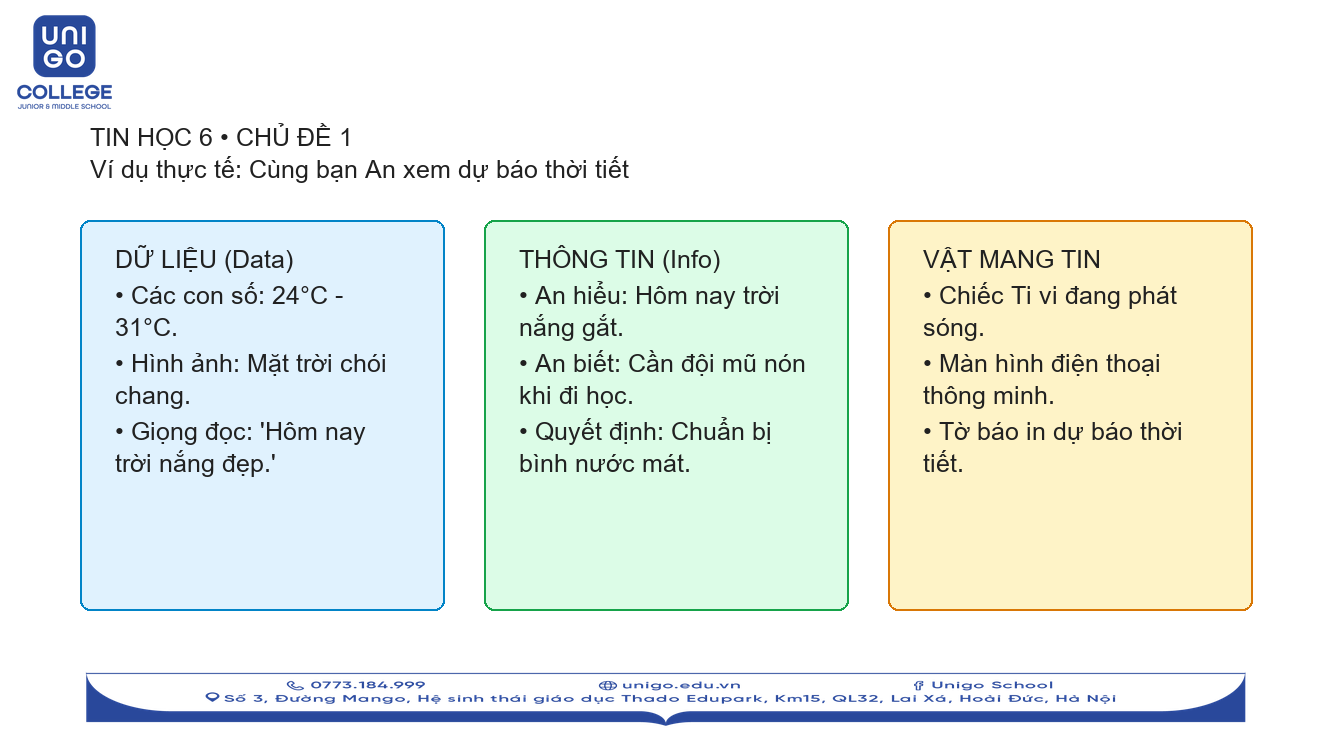 UNI
GO
COLLEGE
JUNIOR & MIDDLE SCHOOL
TIN HỌC 6 • CHỦ ĐỀ 1
Ví dụ thực tế: Cùng bạn An xem dự báo thời tiết
DỮ LIỆU (Data)
• Các con số: 24°C -
31°C.
• Hình ảnh: Mặt trời chói
chang.
• Giọng đọc: 'Hôm nay
trời nắng đẹp.'
THÔNG TIN (Info)
• An hiểu: Hôm nay trời
nắng gắt.
• An biết: Cần đội mũ nón
khi đi học.
• Quyết định: Chuẩn bị
bình nước mát.
VẬT MANG TIN
• Chiếc Ti vi đang phát
sóng.
• Màn hình điện thoại
thông minh.
• Tờ báo in dự báo thời
tiết.
0773.184.999 unigo.edu.vn Unigo School
Số 3, Đường Mango, Hệ sinh thái giáo dục Thado Edupark, Km15, QL32, Lai Xá, Hoài Đức, Hà Nội